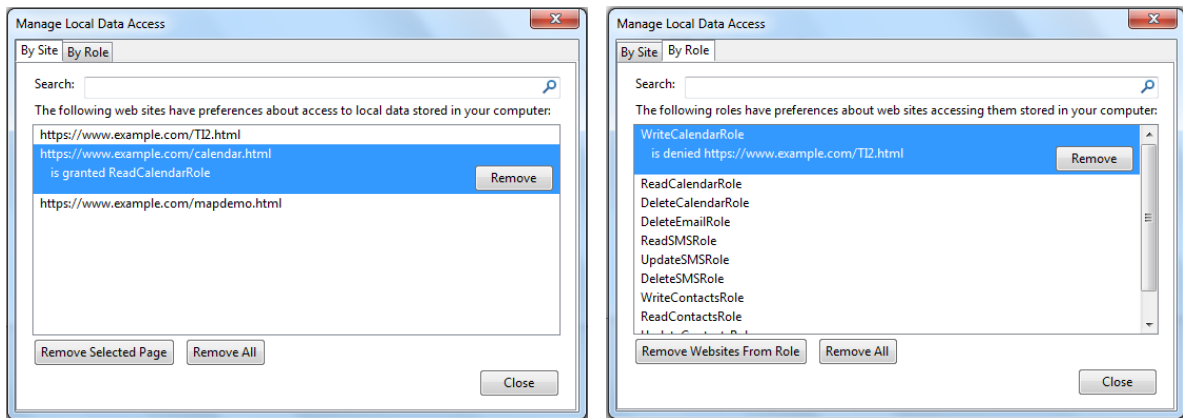 Manage Local Data Access
By Site By Role
Search:
The following web sites have preferences about access to local data stored in your computer:
https://www.example.com/TI2.html
https://www.example.com/calendar.html
is granted ReadCalendarRole
Remove
https://www.example.com/mapdemo.html
Remove Selected Page Remove All
Close
Manage Local Data Access
By Site By Role
Search:
The following roles have preferences about web sites accessing them stored in your computer:
WriteCalendarRole
is denied https://www.example.com/TI2.html
Remove
ReadCalendarRole
DeleteCalendarRole
DeleteEmailRole
ReadSMSRole
UpdateSMSRole
DeleteSMSRole
WriteContactsRole
ReadContactsRole
Remove Websites From Role Remove All
Close